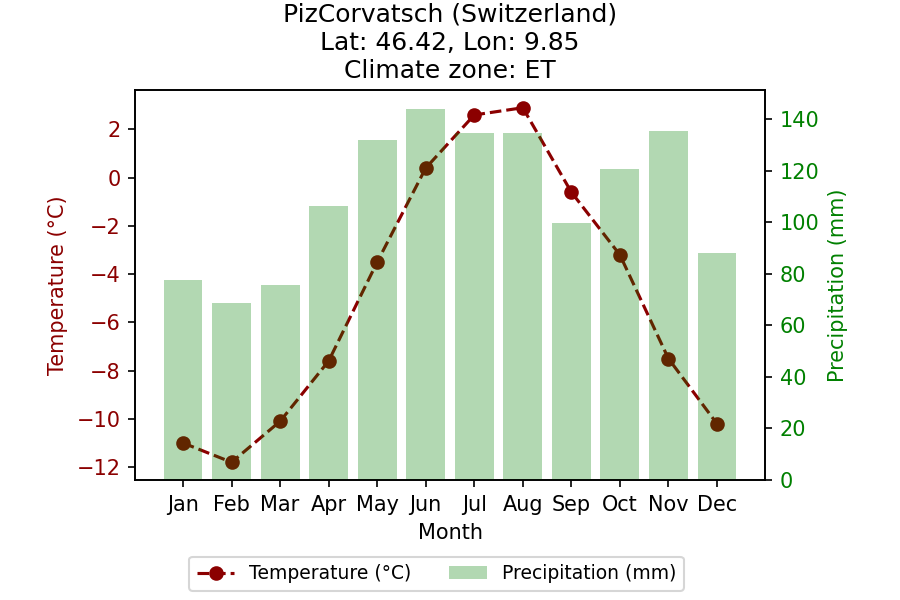 PizCorvatsch (Switzerland)
Lat: 46.42, Lon: 9.85
Climate zone: ET
Temperature (°C)
2
0
−2
−4
−6
−8
−10
−12
Precipitation (mm)
140
120
100
80
60
40
20
0
Jan Feb Mar Apr May Jun Jul Aug Sep Oct Nov Dec
Month
Temperature (°C) Precipitation (mm)